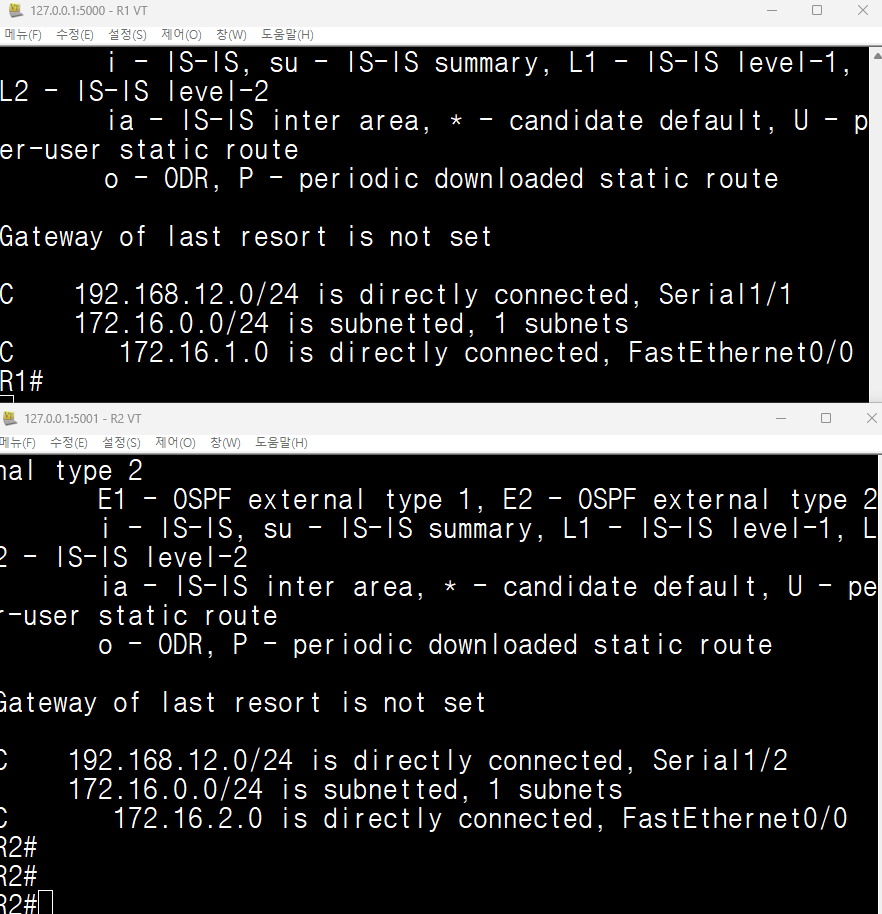 127.0.0.1:5000 - R1 VT
메뉴(F) 수정(E) 설정(S) 제어(O) 창(W) 도움말(H)
i - IS-IS, su - IS-IS summary, L1 - IS-IS level-1,
L2 - IS-IS level-2
ia - IS-IS inter area, * - candidate default, U - p
er-user static route
o - ODR, P - periodic downloaded static route
Gateway of last resort is not set
C 192.168.12.0/24 is directly connected, Serial1/1
172.16.0.0/24 is subnetted, 1 subnets
C 172.16.1.0 is directly connected, FastEthernet0/0
R1#
127.0.0.1:5001 - R2 VT
메뉴(F) 수정(E) 설정(S) 제어(O) 창(W) 도움말(H)
nal type 2
E1 - OSPF external type 1, E2 - OSPF external type 2
i - IS-IS, su - IS-IS summary, L1 - IS-IS level-1, L
2 - IS-IS level-2
ia - IS-IS inter area, * - candidate default, U - pe
r-user static route
o - ODR, P - periodic downloaded static route
Gateway of last resort is not set
C 192.168.12.0/24 is directly connected, Serial1/2
172.16.0.0/24 is subnetted, 1 subnets
C 172.16.2.0 is directly connected, FastEthernet0/0
R2#
R2#
R2#